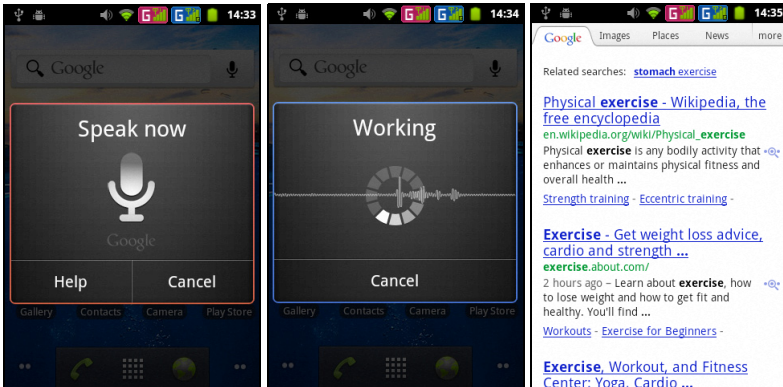 G G 14:33
Google
Speak now
Google
Help Cancel
Gallery Contacts Camera Play Store
G G 14:34
Google
Working
Cancel
Gallery Contacts Camera Play Store
G G 14:35
Google Images Places News more
Related searches: stomach exercise
Physical exercise - Wikipedia, the
free encyclopedia
en.wikipedia.org/wiki/Physical_exercise
Physical exercise is any bodily activity that
enhances or maintains physical fitness and
overall health ...
Strength training - Eccentric training -
Exercise - Get weight loss advice,
cardio and strength ...
exercise.about.com/
2 hours ago – Learn about exercise, how
to lose weight and how to get fit and
healthy. You'll find ...
Workouts - Exercise for Beginners -
Exercise, Workout, and Fitness
Center: Yoga, Cardio ...